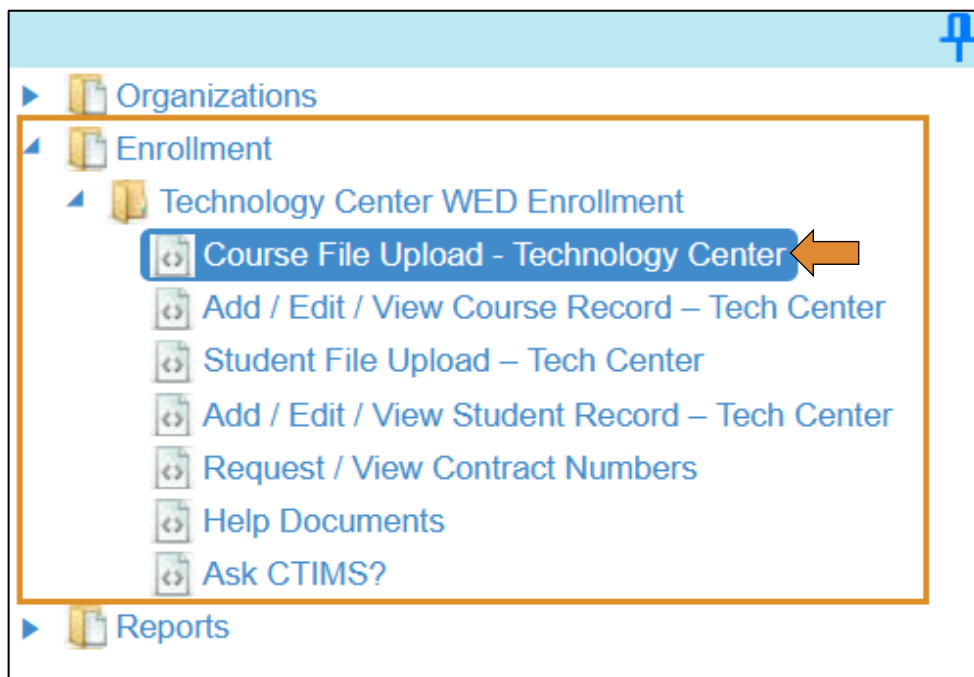 Organizations
Enrollment
Technology Center WED Enrollment
Course File Upload - Technology Center
Add / Edit / View Course Record – Tech Center
Student File Upload – Tech Center
Add / Edit / View Student Record – Tech Center
Request / View Contract Numbers
Help Documents
Ask CTIMS?
Reports